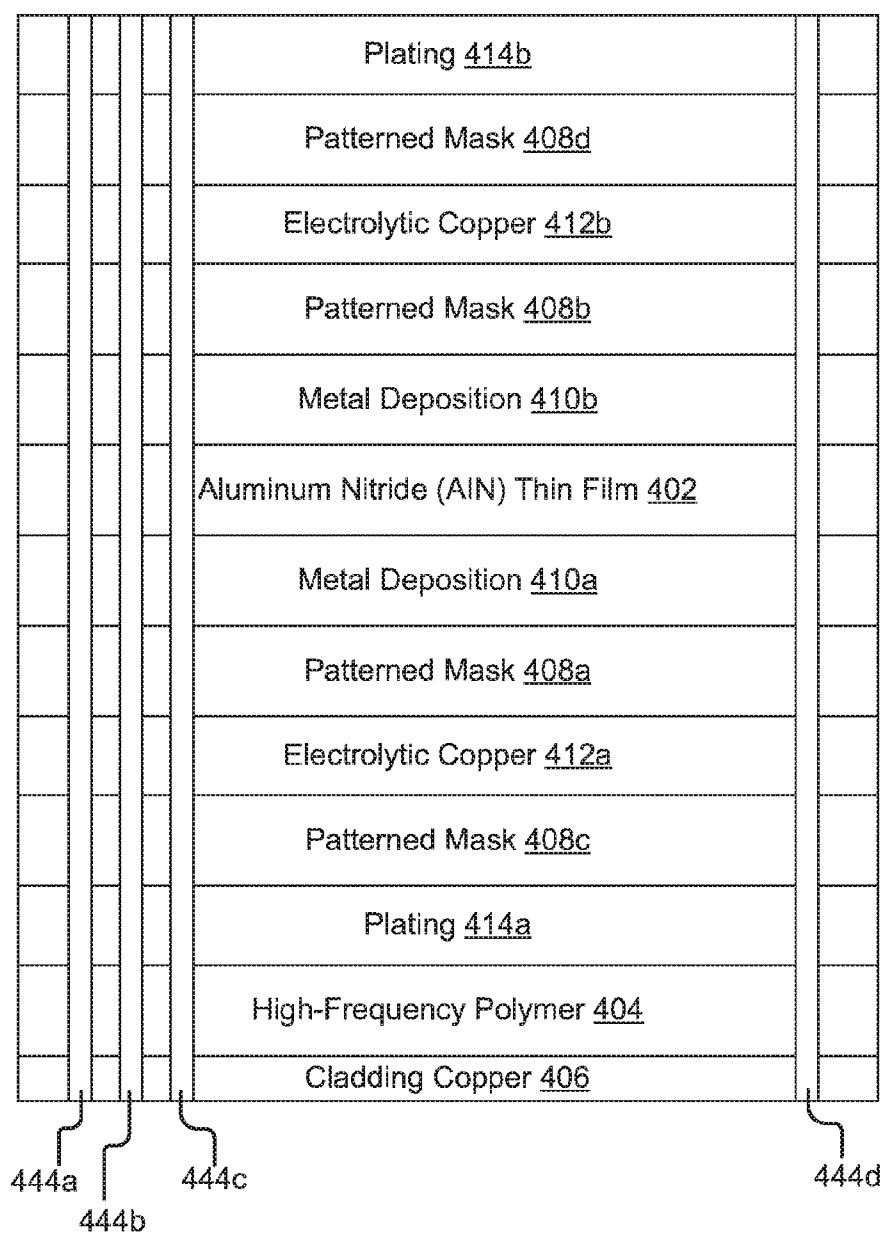 Plating 414b
Patterned Mask 408d
Electrolytic Copper 412b
Patterned Mask 408b
Metal Deposition 410b
Aluminum Nitride (AlN) Thin Film 402
Metal Deposition 410a
Patterned Mask 408a
Electrolytic Copper 412a
Patterned Mask 408c
Plating 414a
High-Frequency Polymer 404
Cladding Copper 406
444a
444b
444c
444d